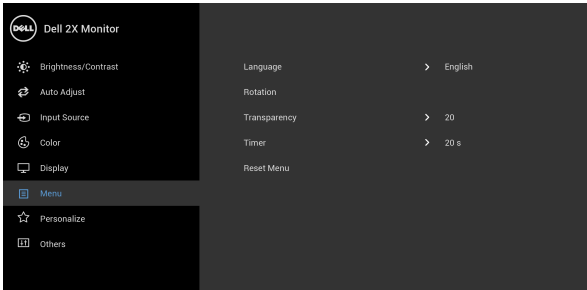 DELL Dell 2X Monitor
Brightness/Contrast Language English
Auto Adjust Rotation
Input Source Transparency 20
Color Timer 20 s
Display Reset Menu
Menu
Personalize
Others